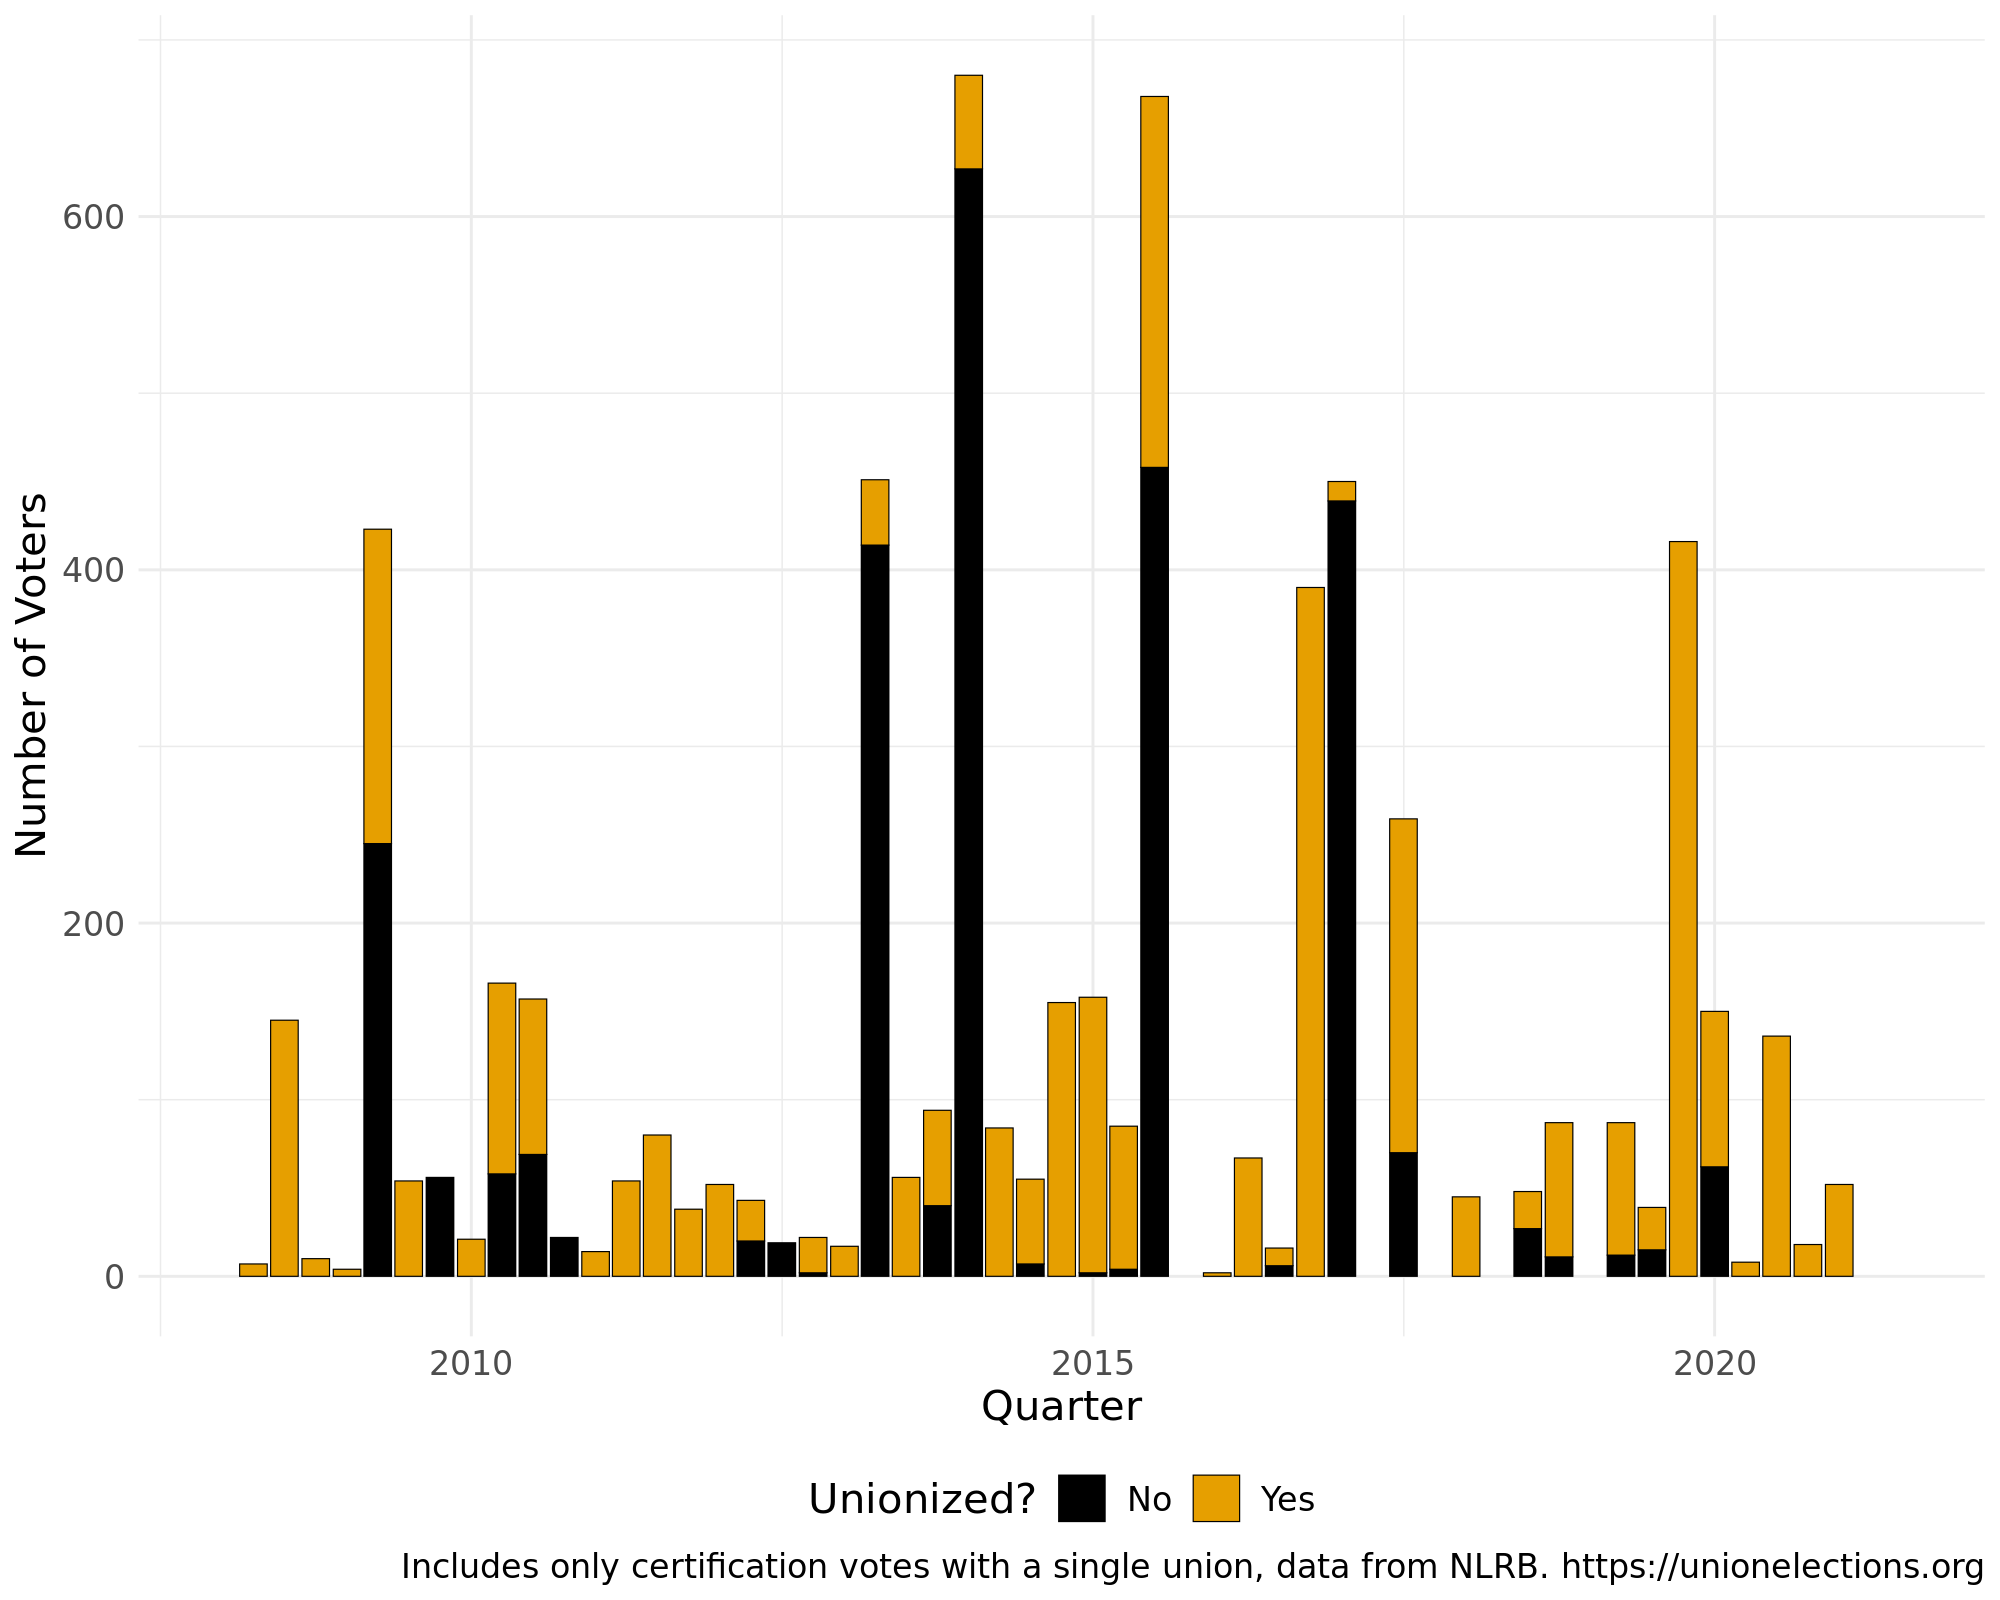 Number of Voters
600
400
200
0
2010 2015 2020
Quarter
Unionized? No Yes
Includes only certification votes with a single union, data from NLRB. https://unionelections.org